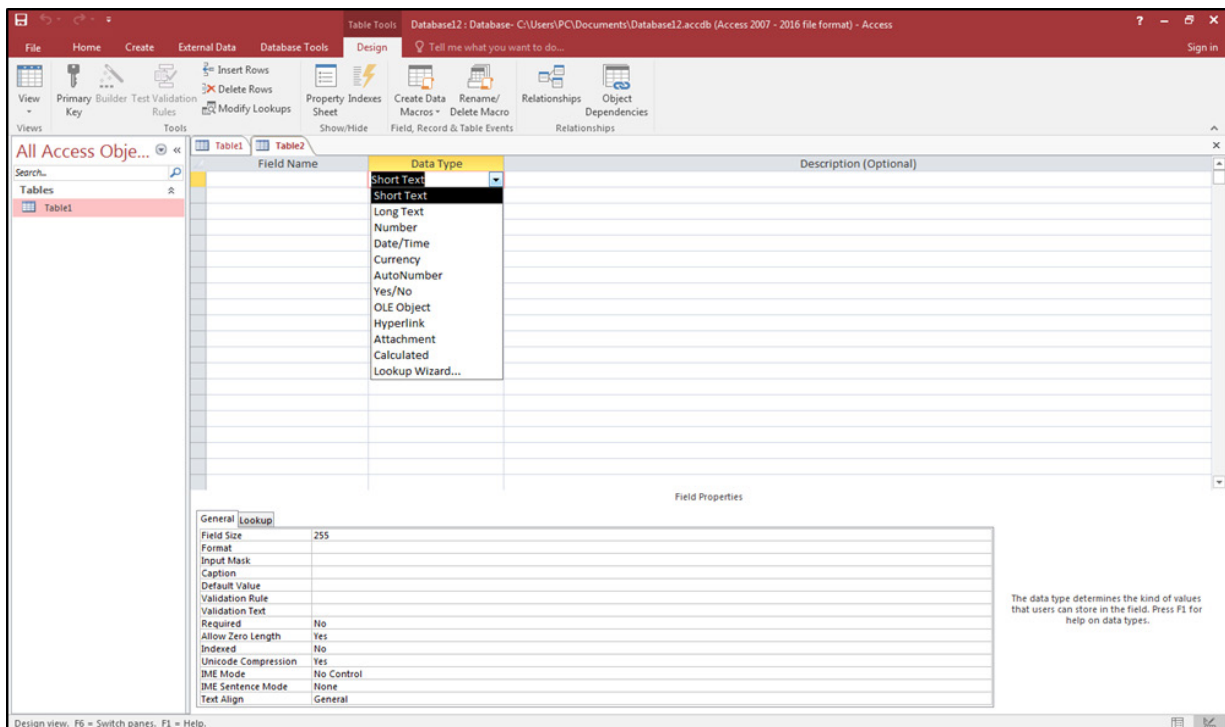 Table Tools
Database12 : Database- C:\Users\PC\Documents\Database12.accdb (Access 2007 - 2016 file format) - Access
?
File Home Create External Data Database Tools Design Tell me what you want to do... Sign in
View
Views
Primary Key
Builder
Test Validation Rules
Insert Rows
Delete Rows
Modify Lookups
Tools
Property Sheet
Indexes
Show/Hide
Create Data Macros
Rename/ Delete Macro
Field, Record & Table Events
Relationships
Object Dependencies
Relationships
All Access Obje...
Search...
Tables
Table1
Table1 Table2
Field Name Data Type Description (Optional)
Short Text
Short Text
Long Text
Number
Date/Time
Currency
AutoNumber
Yes/No
OLE Object
Hyperlink
Attachment
Calculated
Lookup Wizard...
Field Properties
General Lookup
Field Size 255
Format
Input Mask
Caption
Default Value
Validation Rule
Validation Text
Required No
Allow Zero Length Yes
Indexed No
Unicode Compression Yes
IME Mode No Control
IME Sentence Mode None
Text Align General
The data type determines the kind of values
that users can store in the field. Press F1 for
help on data types.
Design view. F6 = Switch panes. F1 = Help.